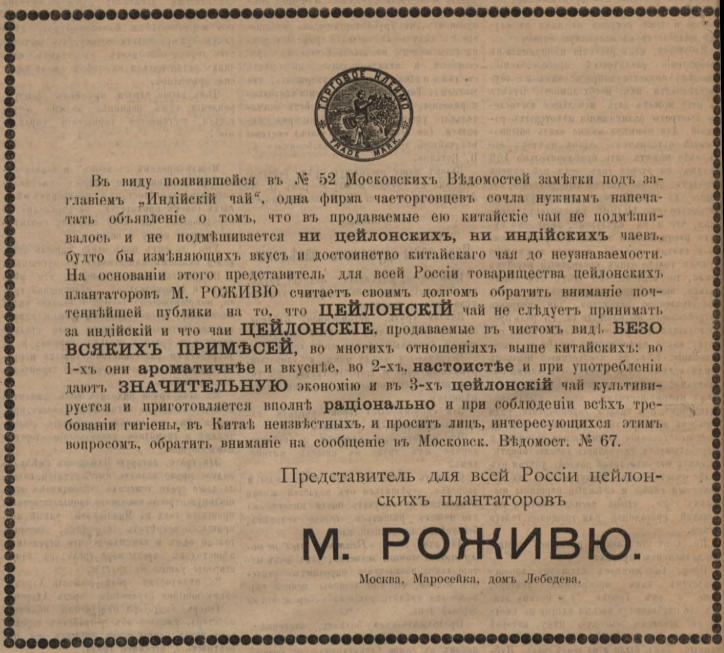 ТОРГОВОЕ КЛЕЙМО
TRADE MARK
Въ виду появившейся въ № 52 Московскихъ Вѣдомостей замѣтки подъ за-
главіемъ „Индійскій чай“, одна фирма чаеторговцевъ сочла нужнымъ напеча-
тать объявленіе о томъ, что въ продаваемые ею китайскіе чаи не подмѣши-
валось и не подмѣшивается ни цейлонскихъ, ни индійскихъ чаевъ,
будто бы измѣняющихъ вкусъ и достоинство китайскаго чая до неузнаваемости.
На основаніи этого представитель для всей Россіи товарищества цейлонскихъ
плантаторовъ М. РОЖИВЮ считаетъ своимъ долгомъ обратить вниманіе поч-
теннѣйшей публики на то, что ЦЕЙЛОНСКІЙ чай не слѣдуетъ принимать
за индійскій и что чаи ЦЕЙЛОНСКІЕ, продаваемые въ чистомъ видѣ БЕЗО
ВСЯКИХЪ ПРИМѢСЕЙ, во многихъ отношеніяхъ выше китайскихъ: во
1-хъ они ароматичнѣе и вкуснѣе, во 2-хъ, настоистѣе и при употребленіи
даютъ ЗНАЧИТЕЛЬНУЮ экономію и въ 3-хъ цейлонскій чай культиви-
руется и приготовляется вполнѣ раціонально и при соблюденіи всѣхъ тре-
бованій гигіены, въ Китаѣ неизвѣстныхъ, и проситъ лицъ, интересующихся этимъ
вопросомъ, обратить вниманіе на сообщеніе въ Московск. Вѣдомост. № 67.
Представитель для всей Россіи цейлон-
скихъ плантаторовъ
М. РОЖИВЮ.
Москва, Маросейка, домъ Лебедева.